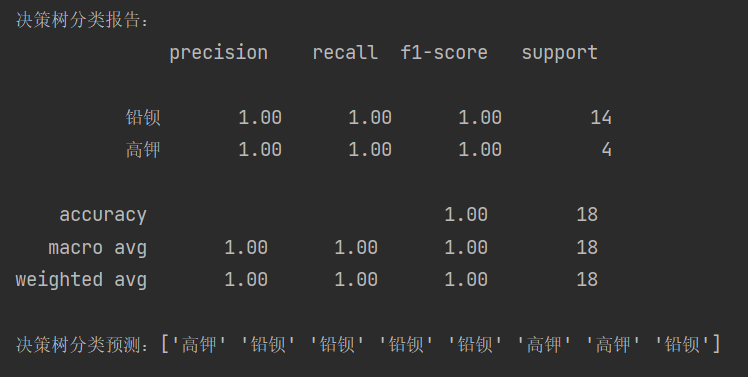 决策树分类报告:
precision recall f1-score support
铅钡 1.00 1.00 1.00 14
高钾 1.00 1.00 1.00 4
accuracy 1.00 18
macro avg 1.00 1.00 1.00 18
weighted avg 1.00 1.00 1.00 18
决策树分类预测: ['高钾' '铅钡' '铅钡' '铅钡' '铅钡' '高钾' '高钾' '铅钡']